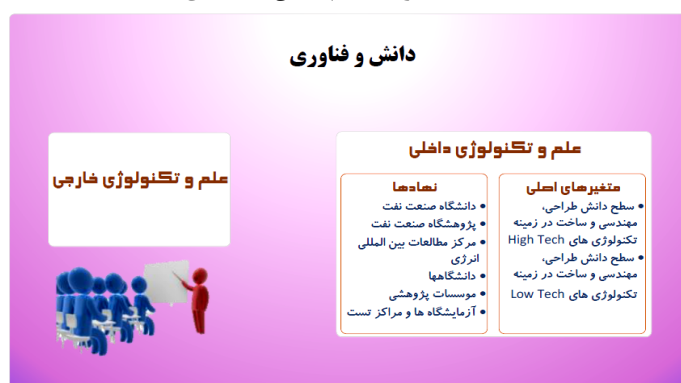 دانش و فناوری
علم و تکنولوژی داخلی
متغیرهای اصلی
• سطح دانش طراحی،
مهندسی و ساخت در زمینه
تکنولوژی های High Tech
• سطح دانش طراحی،
مهندسی و ساخت در زمینه
تکنولوژی های Low Tech
نهادها
• دانشگاه صنعت نفت
• پژوهشگاه صنعت نفت
• مرکز مطالعات بین المللی
انرژی
• دانشگاهها
• موسسات پژوهشی
• آزمایشگاه ها و مراکز تست
علم و تکنولوژی خارجی